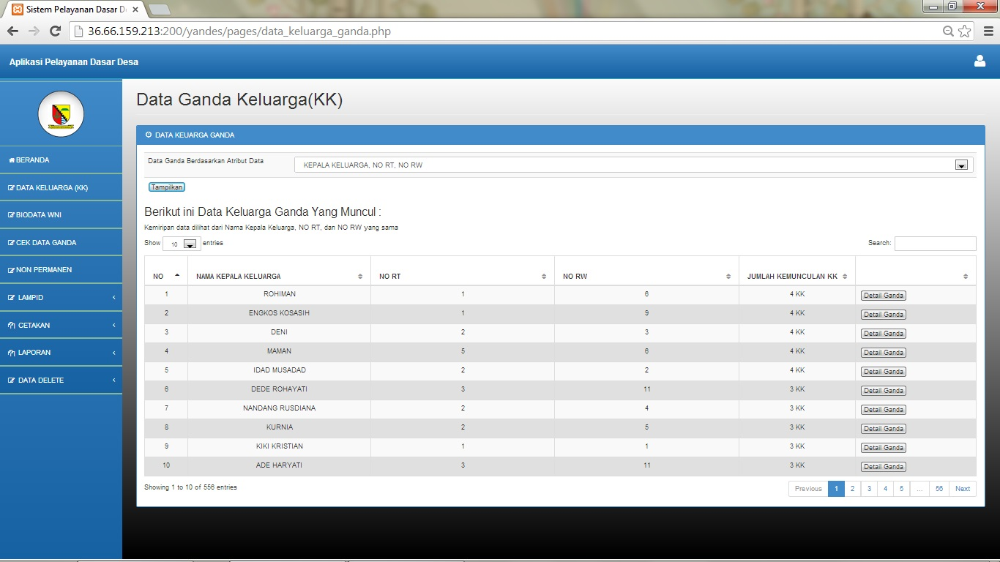 Sistem Pelayanan Dasar D
36.66.159.213:200/yandes/pages/data_keluarga_ganda.php
Aplikasi Pelayanan Dasar Desa
Data Ganda Keluarga(KK)
DATA KEUARGA GANDA
Data Ganda Berdasarkan Atribut Data KEPALA KELUARGA, NO RT, NO RW
Tampilkan
BERANDA
DATA KELUARGA (KK)
BIODATA WNI
CEK DATA GANDA
NON PERMANEN
LAMPID
CETAKAN
LAPORAN
DATA DELETE
Berikut ini Data Keluarga Ganda Yang Muncul :
Kemiripan data dilihat dari Nama Kepala Keluarga, NO RT, dan NO RW yang sama
Show 10 entries Search:
NO NAMA KEPALA KELUARGA NO RT NO RW JUMLAH KEMUNCULAN KK
1 ROHIMAN 1 6 4 KK Detail Ganda
2 ENGKOS KOSASIH 1 9 4 KK Detail Ganda
3 DENI 2 3 4 KK Detail Ganda
4 MAMAN 5 6 4 KK Detail Ganda
5 IDAD MUSADAD 2 2 4 KK Detail Ganda
6 DEDE ROHAYATI 3 11 3 KK Detail Ganda
7 NANDANG RUSDIANA 2 4 3 KK Detail Ganda
8 KURNIA 2 5 3 KK Detail Ganda
9 KIKI KRISTIAN 1 1 3 KK Detail Ganda
10 ADE HARYATI 3 11 3 KK Detail Ganda
Showing 1 to 10 of 556 entries Previous 1 2 3 4 5 ... 56 Next